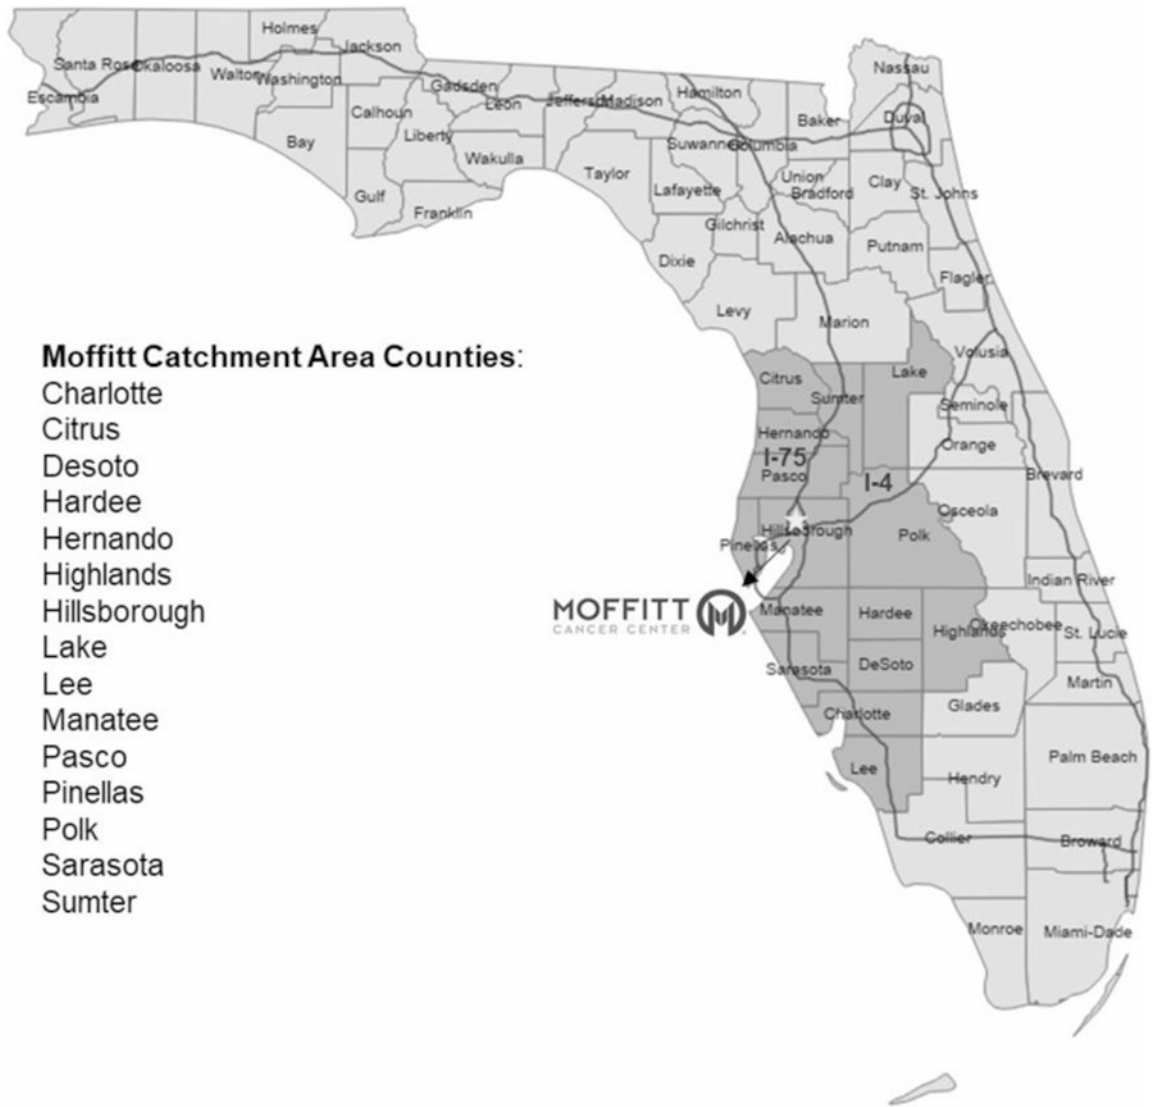 Holmes
Jackson
Santa Rosa
Okaloosa
Walton
Washington
Escambia
Gadsden
Leon
Jefferson
Madison
Hamilton
Nassau
Calhoun
Liberty
Bay
Wakulla
Gulf
Franklin
Taylor
Suwannee
Columbia
Baker
Duval
Lafayette
Union
Bradford
Clay
St. Johns
Gilchrist
Alachua
Putnam
Dixie
Flagler
Levy
Marion
Volusia
Moffitt Catchment Area Counties:
Charlotte
Citrus
Desoto
Hardee
Hernando
Highlands
Hillsborough
Lake
Lee
Manatee
Pasco
Pinellas
Polk
Sarasota
Sumter
Citrus
Lake
Sumter
Seminole
Hernando
Orange
I-75
Pasco
I-4
Brevard
Osceola
Hillsborough
Polk
Pinellas
Indian River
MOFFITT
CANCER CENTER
M
Manatee
Hardee
Highlands
Okeechobee
St. Lucie
Sarasota
DeSoto
Martin
Charlotte
Glades
Lee
Hendry
Palm Beach
Collier
Broward
Monroe
Miami-Dade